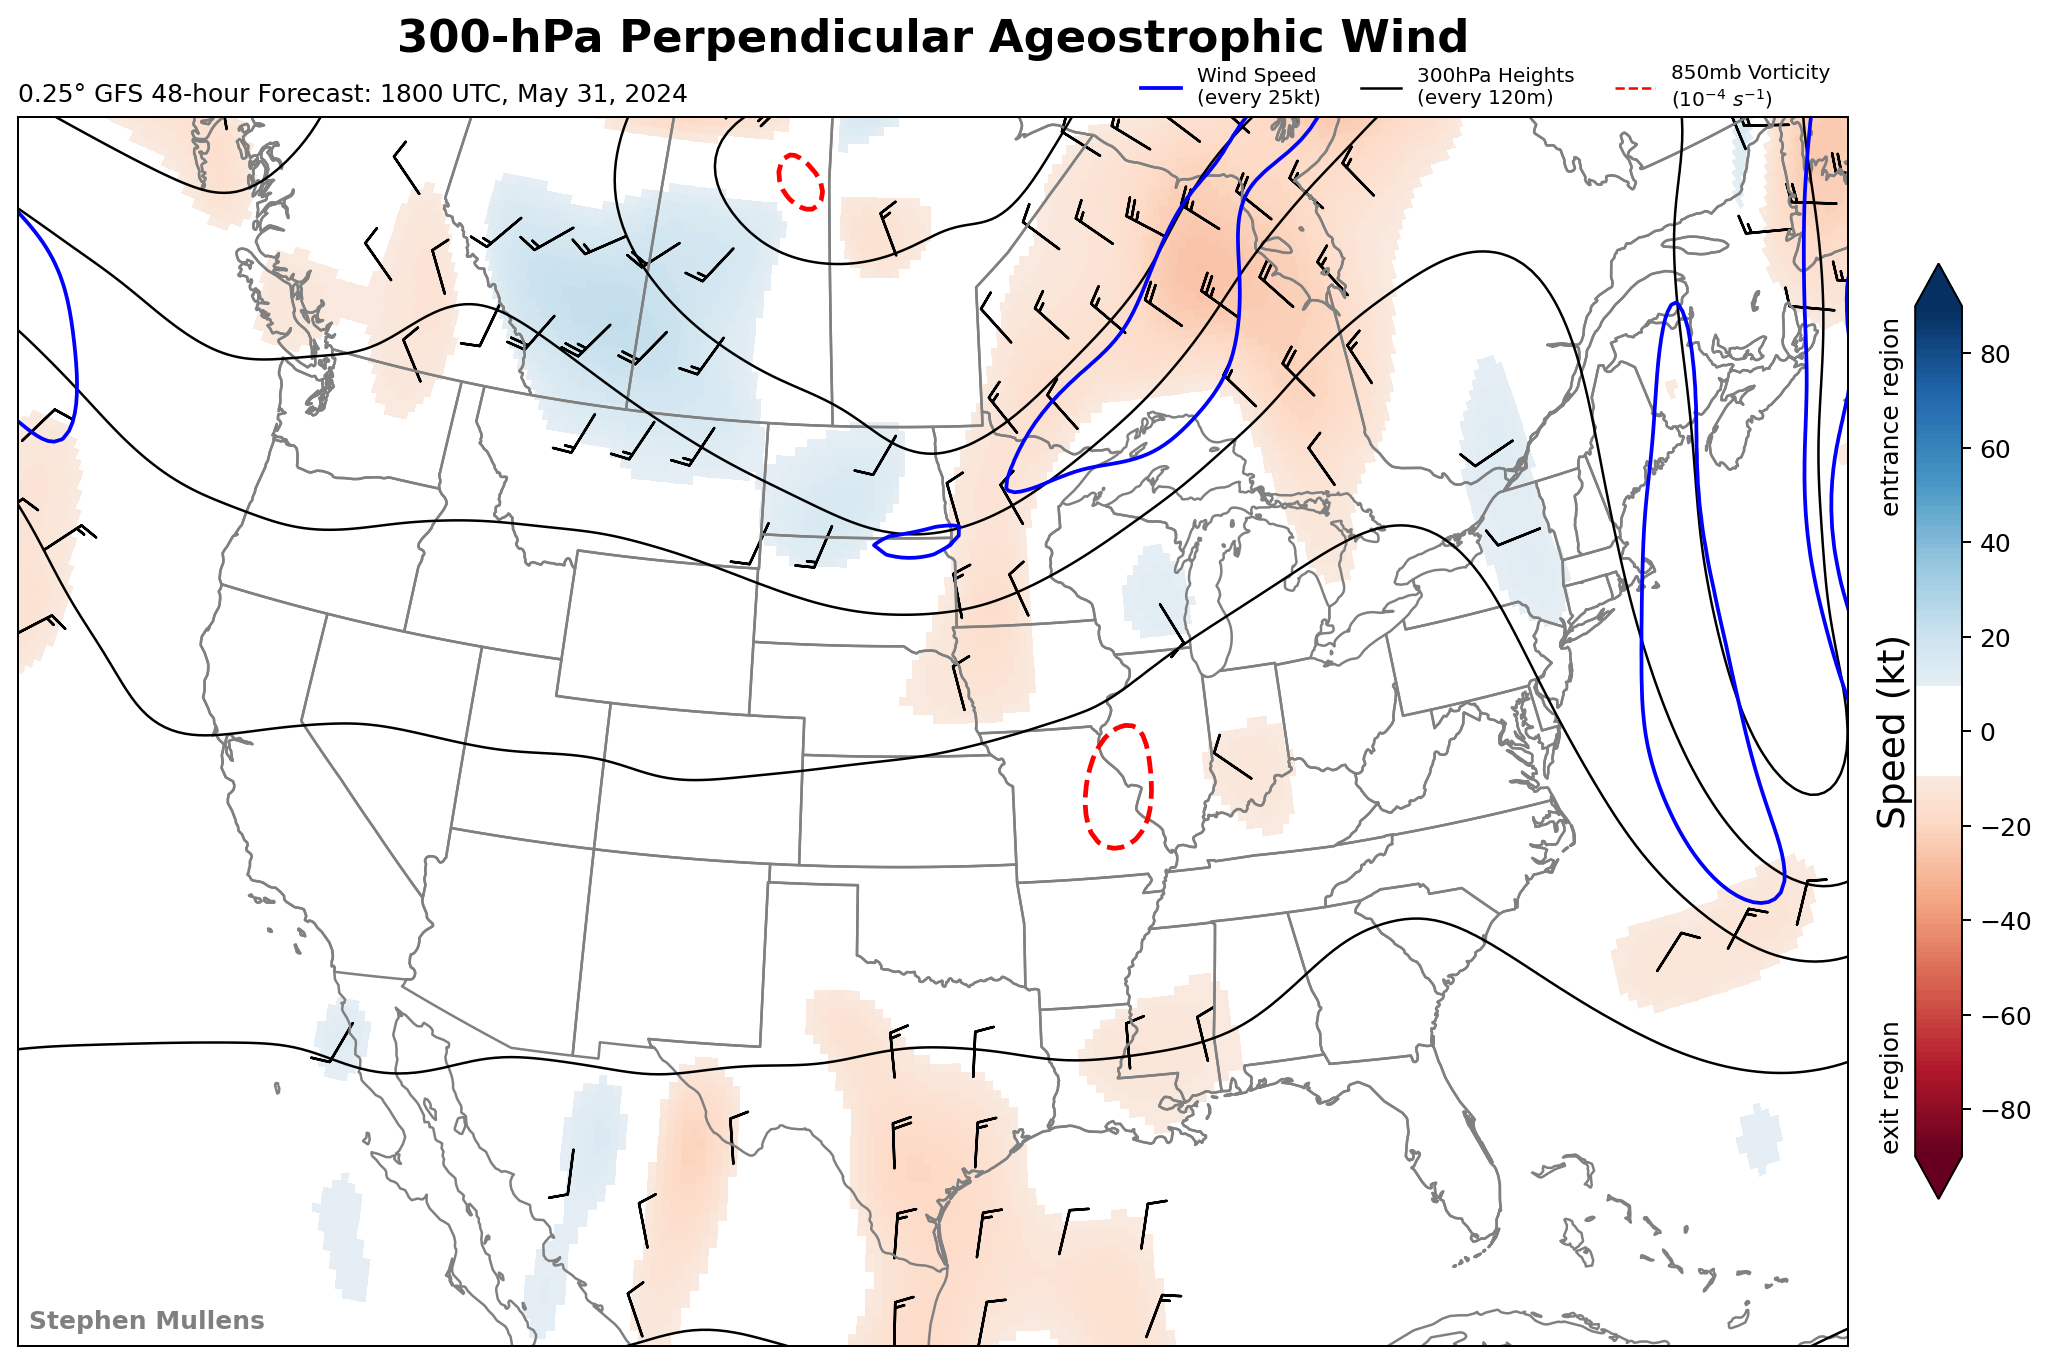 300-hPa Perpendicular Ageostrophic Wind
0.25° GFS 48-hour Forecast: 1800 UTC, May 31, 2024
Wind Speed
(every 25kt)
300hPa Heights
(every 120m)
850mb Vorticity
(10⁻⁴ s⁻¹)
entrance region
Speed (kt)
exit region
80
60
40
20
0
−20
−40
−60
−80
Stephen Mullens